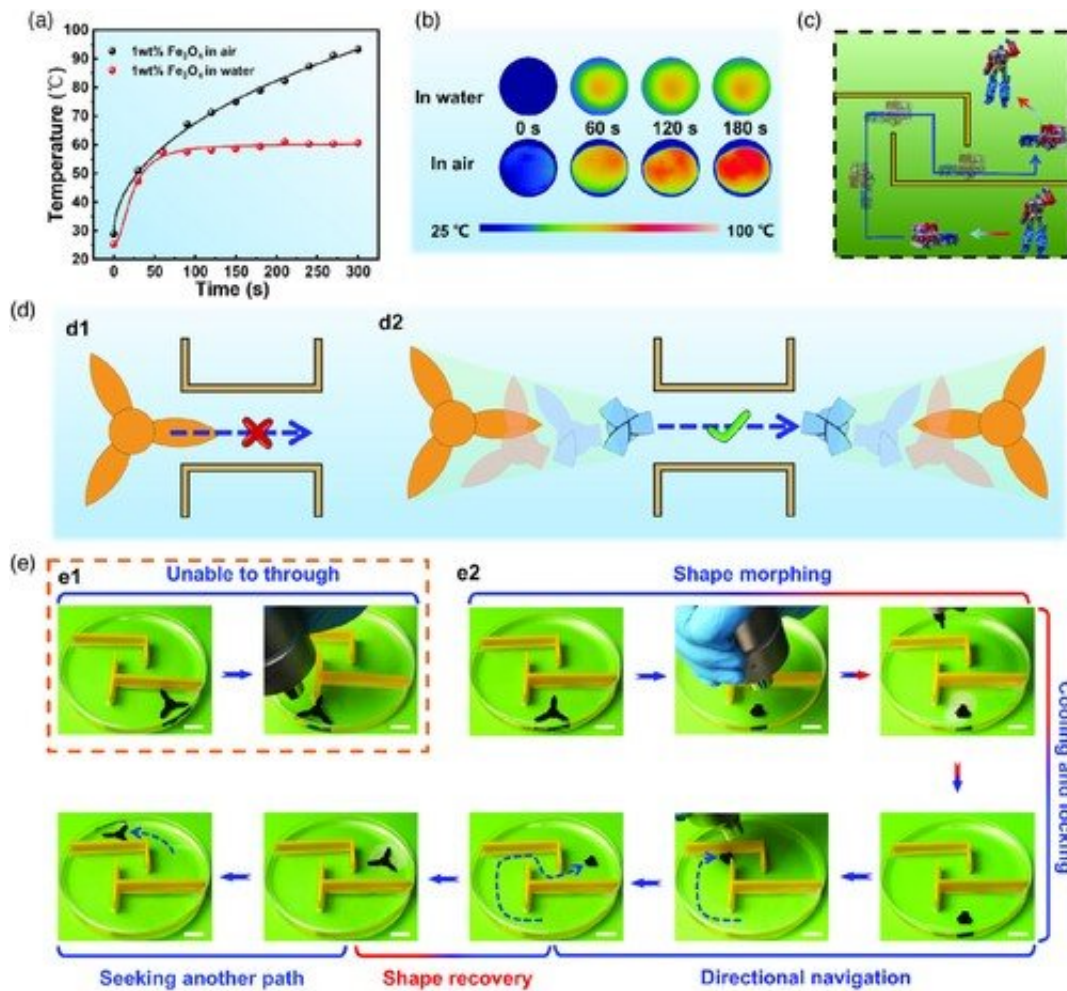 (a)
100
90
80
70
60
50
40
30
20
Temperature (℃)
1wt% Fe3O4 in air
1wt% Fe3O4 in water
0 50 100 150 200 250 300
Time (s)
(b)
In water
0 s 60 s 120 s 180 s
In air
25 ℃ 100 ℃
(c)
(d)
d1
d2
(e)
e1
Unable to through
e2
Shape morphing
Cooling and locking
Seeking another path
Shape recovery
Directional navigation